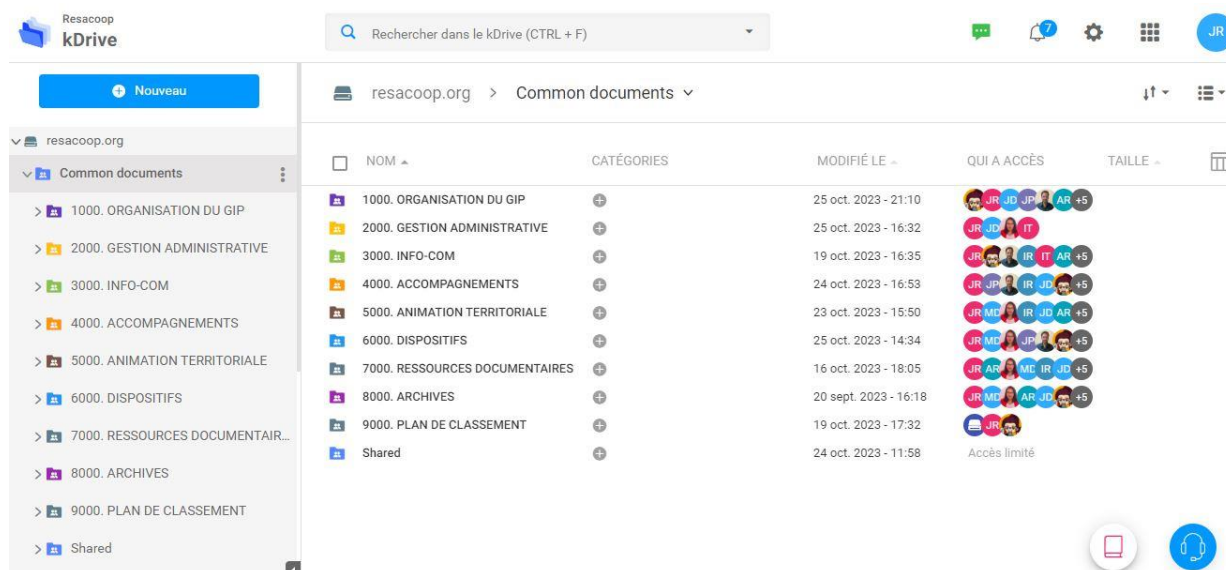 Resacoop
kDrive
Rechercher dans le kDrive (CTRL + F)
7
JR
Nouveau
resacoop.org
Common documents
1000. ORGANISATION DU GIP
2000. GESTION ADMINISTRATIVE
3000. INFO-COM
4000. ACCOMPAGNEMENTS
5000. ANIMATION TERRITORIALE
6000. DISPOSITIFS
7000. RESSOURCES DOCUMENTAIR...
8000. ARCHIVES
9000. PLAN DE CLASSEMENT
Shared
resacoop.org > Common documents
NOM CATÉGORIES MODIFIÉ LE QUI A ACCÈS TAILLE
1000. ORGANISATION DU GIP 25 oct. 2023 - 21:10 JR JD JP AR +5
2000. GESTION ADMINISTRATIVE 25 oct. 2023 - 16:32 JR JD IT
3000. INFO-COM 19 oct. 2023 - 16:35 JR IR IT AR +5
4000. ACCOMPAGNEMENTS 24 oct. 2023 - 16:53 JR JP IR JD +5
5000. ANIMATION TERRITORIALE 23 oct. 2023 - 15:50 JR MD IR JD AR +5
6000. DISPOSITIFS 25 oct. 2023 - 14:34 JR MD JP +5
7000. RESSOURCES DOCUMENTAIRES 16 oct. 2023 - 18:05 JR AR MD IR JD +5
8000. ARCHIVES 20 sept. 2023 - 16:18 JR MD AR JD +5
9000. PLAN DE CLASSEMENT 19 oct. 2023 - 17:32 JR
Shared 24 oct. 2023 - 11:58 Accès limité